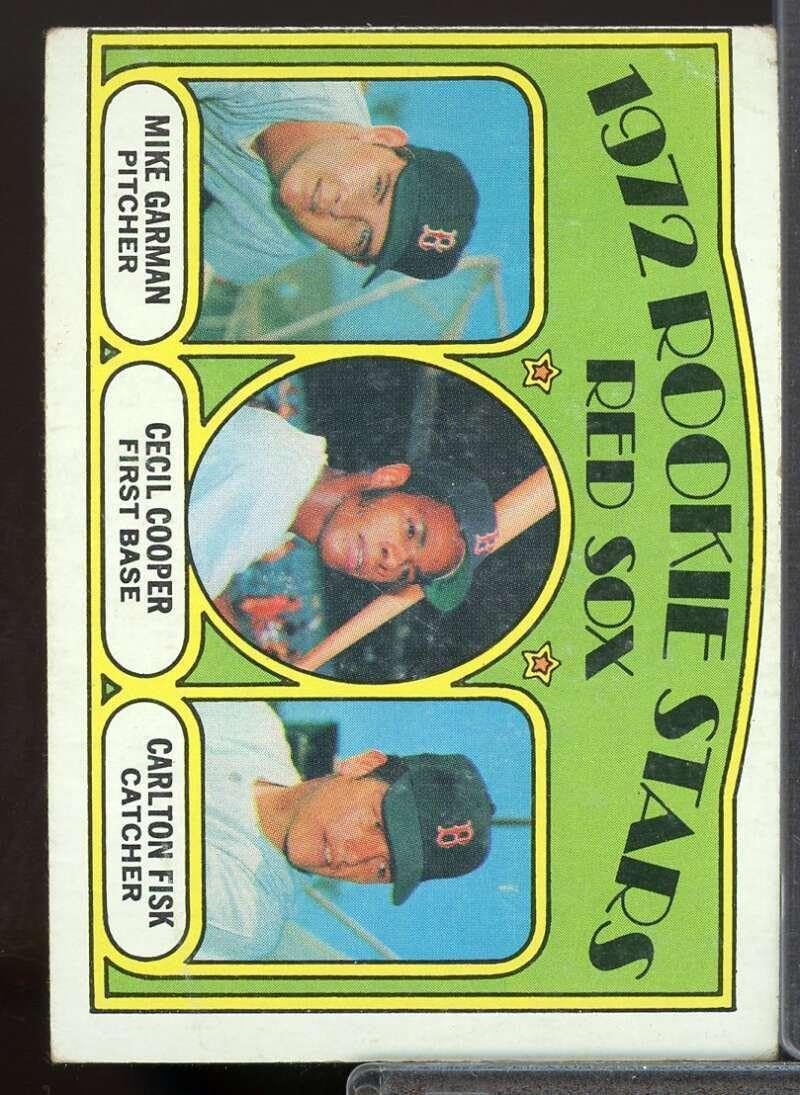 1972 ROOKIE STARS
RED SOX
B
B
B
MIKE GARMAN
PITCHER
CECIL COOPER
FIRST BASE
CARLTON FISK
CATCHER